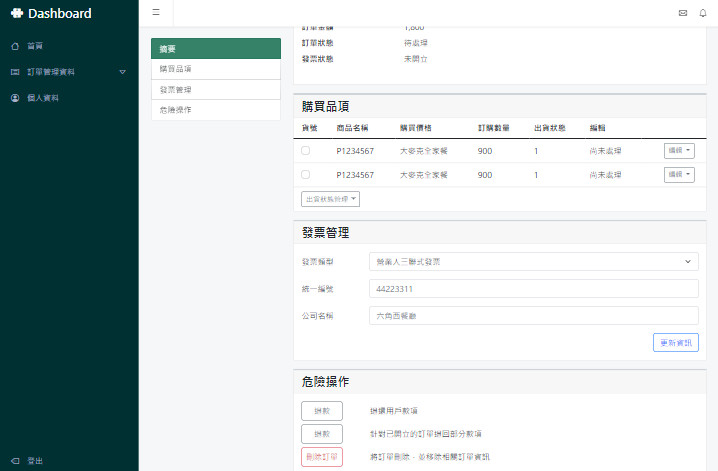 Dashboard
首頁
訂單管理資料
個人資料
登出
摘要
購買品項
發票管理
危險操作
訂單金額 1,800
訂單狀態 待處理
發票狀態 未開立
購買品項
貨號 商品名稱 購買價格 訂購數量 出貨狀態 編輯
P1234567 大麥克全家餐 900 1 尚未處理 編輯
P1234567 大麥克全家餐 900 1 尚未處理 編輯
出貨狀態管理
發票管理
發票類型 營業人三聯式發票
統一編號 44223311
公司名稱 六角西餐廳
更新資訊
危險操作
退款 退還用戶款項
退款 針對已開立的訂單退回部分款項
刪除訂單 將訂單刪除，並移除相關訂單資訊